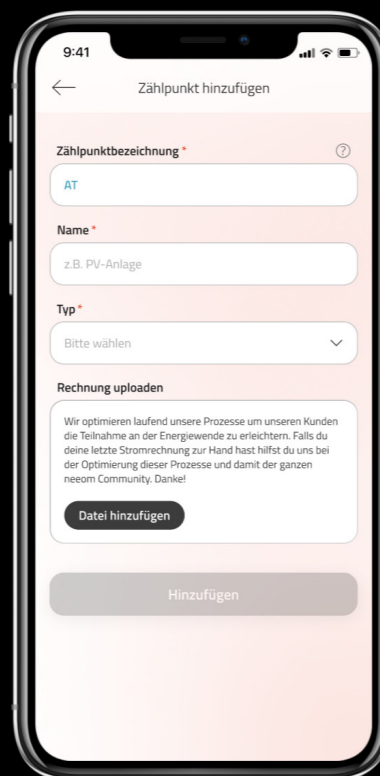 9:41
Zählpunkt hinzufügen
Zählpunktbezeichnung *
?
AT
Name *
z.B. PV-Anlage
Typ *
Bitte wählen
Rechnung uploaden
Wir optimieren laufend unsere Prozesse um unseren Kunden
die Teilnahme an der Energiewende zu erleichtern. Falls du
deine letzte Stromrechnung zur Hand hast hilfst du uns bei
der Optimierung dieser Prozesse und damit der ganzen
neeom Community. Danke!
Datei hinzufügen
Hinzufügen